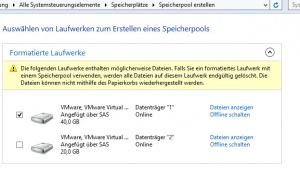 « Alle Systemsteuerungselemente ▸ Speicherplätze ▸ Speicherpool erstellen
Auswählen von Laufwerken zum Erstellen eines Speicherpools
Formatierte Laufwerke
Die folgenden Laufwerke enthalten möglicherweise Dateien. Falls Sie ein formatiertes Laufwerk mit
einem Speicherpool verwenden, werden alle Dateien auf diesem Laufwerk endgültig gelöscht. Die
Dateien können nicht mithilfe des Papierkorbs wiederhergestellt werden.
VMware, VMware Virtual ... Datenträger "1" Dateien anzeigen
Angefügt über SAS Online Offline schalten
40,0 GB
VMware, VMware Virtual ... Datenträger "2" Dateien anzeigen
Angefügt über SAS Online Offline schalten
20,0 GB